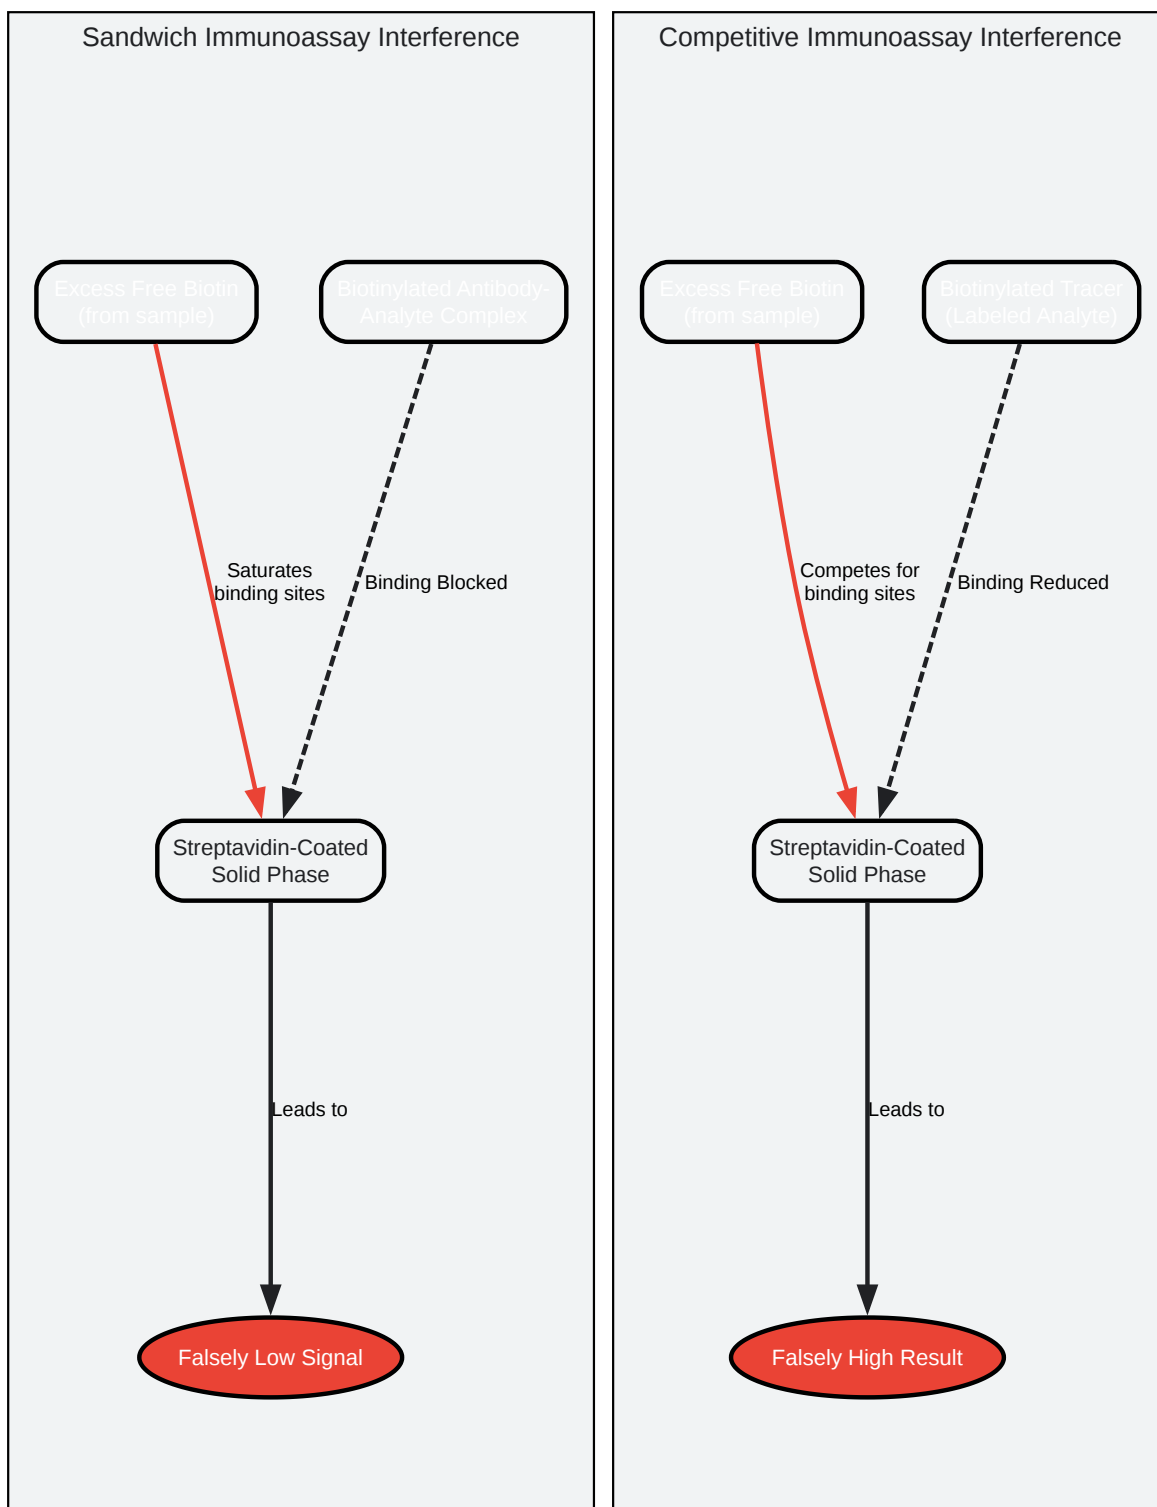 Sandwich Immunoassay Interference
Excess Free Biotin
(from sample)
Biotinylated Antibody-
Analyte Complex
Saturates
binding sites
Binding Blocked
Streptavidin-Coated
Solid Phase
Leads to
Falsely Low Signal
Competitive Immunoassay Interference
Excess Free Biotin
(from sample)
Biotinylated Tracer
(Labeled Analyte)
Competes for
binding sites
Binding Reduced
Streptavidin-Coated
Solid Phase
Leads to
Falsely High Result